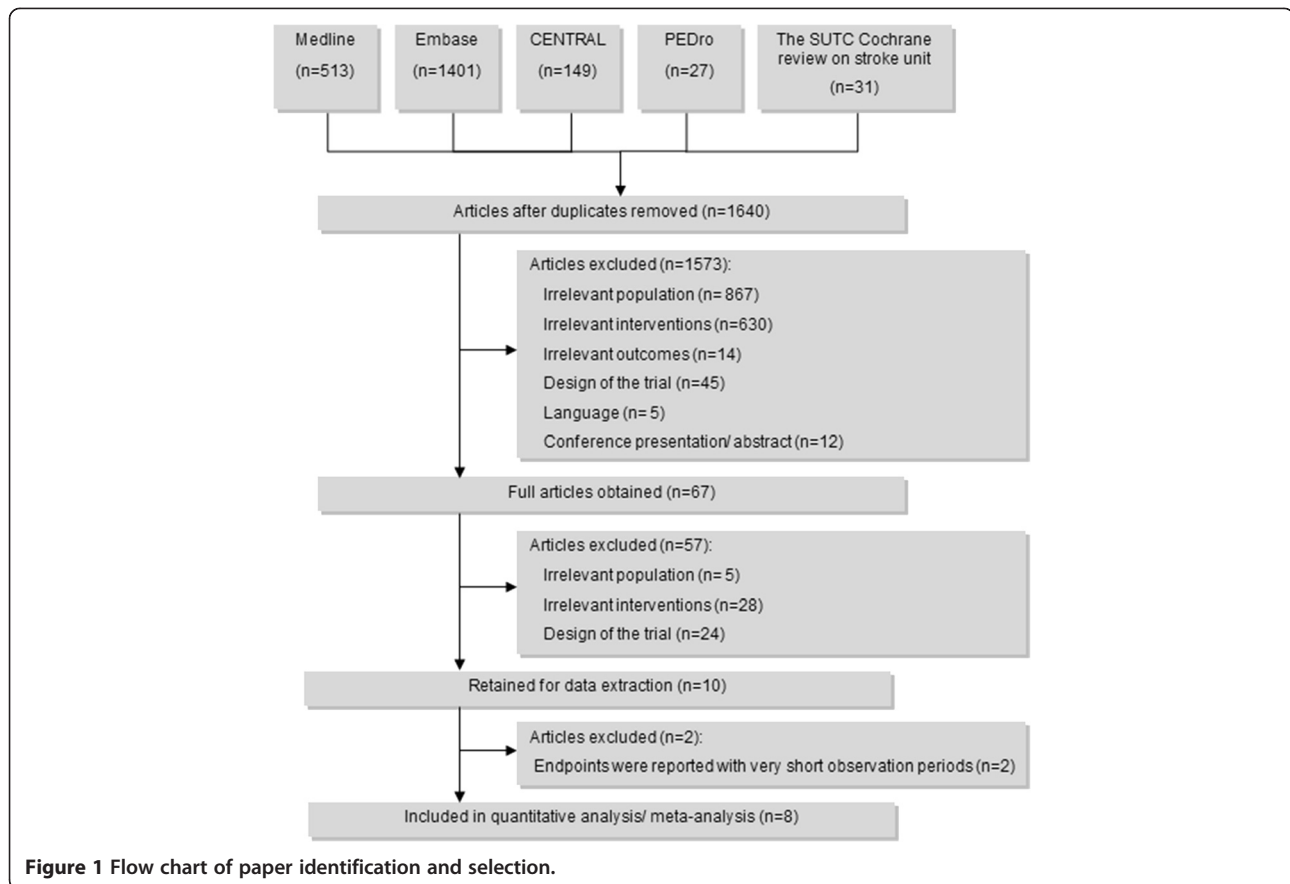 Medline
(n=513)
Embase
(n=1401)
CENTRAL
(n=149)
PEDro
(n=27)
The SUTC Cochrane
review on stroke unit
(n=31)
Articles after duplicates removed (n=1640)
Articles excluded (n=1573):
Irrelevant population (n= 867)
Irrelevant interventions (n=630)
Irrelevant outcomes (n=14)
Design of the trial (n=45)
Language (n= 5)
Conference presentation/ abstract (n=12)
Full articles obtained (n=67)
Articles excluded (n=57):
Irrelevant population (n= 5)
Irrelevant interventions (n=28)
Design of the trial (n=24)
Retained for data extraction (n=10)
Articles excluded (n=2):
Endpoints were reported with very short observation periods (n=2)
Included in quantitative analysis/ meta-analysis (n=8)
Figure 1 Flow chart of paper identification and selection.